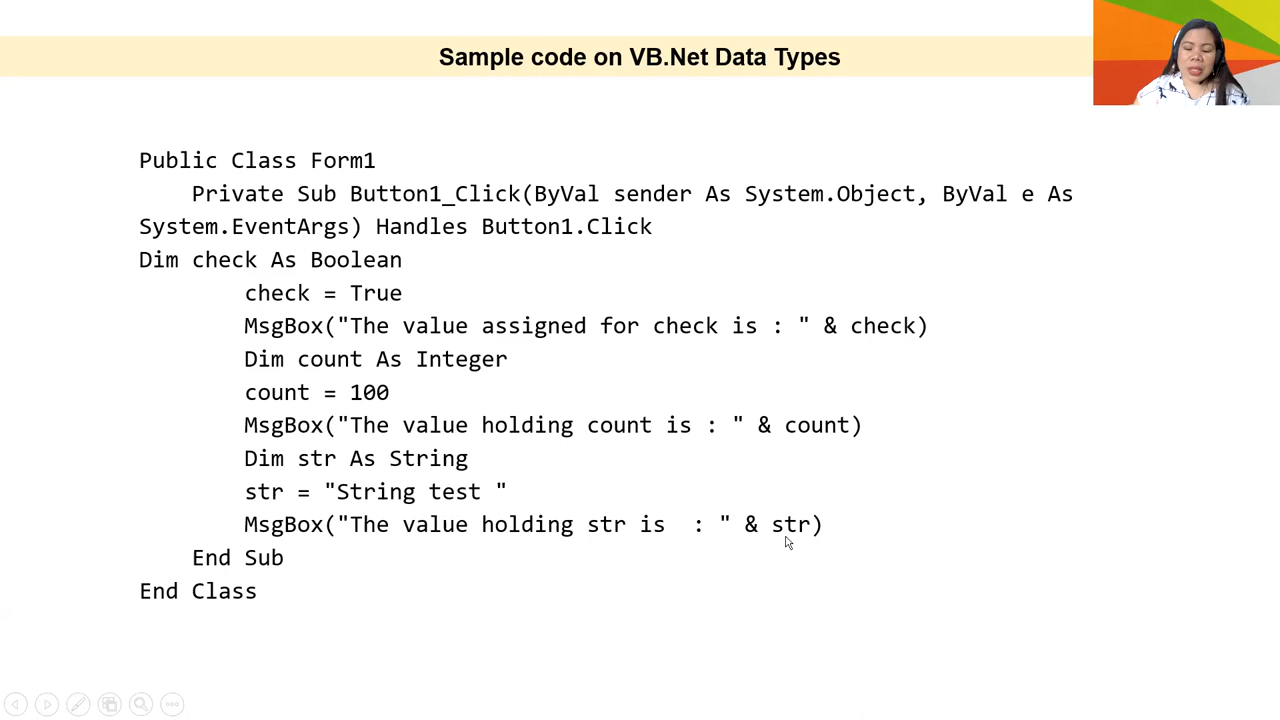 Sample code on VB.Net Data Types
Public Class Form1
    Private Sub Button1_Click(ByVal sender As System.Object, ByVal e As
System.EventArgs) Handles Button1.Click
Dim check As Boolean
        check = True
        MsgBox("The value assigned for check is : " & check)
        Dim count As Integer
        count = 100
        MsgBox("The value holding count is : " & count)
        Dim str As String
        str = "String test "
        MsgBox("The value holding str is  : " & str)
    End Sub
End Class